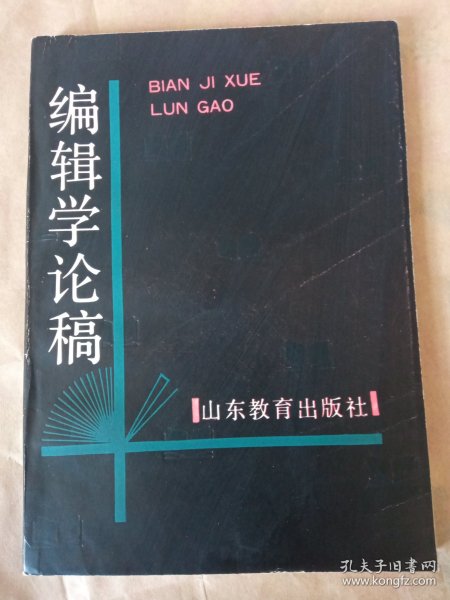 编辑学论稿
BIAN JI XUE
LUN GAO
山东教育出版社
孔夫子旧书网
www.kongfz.com